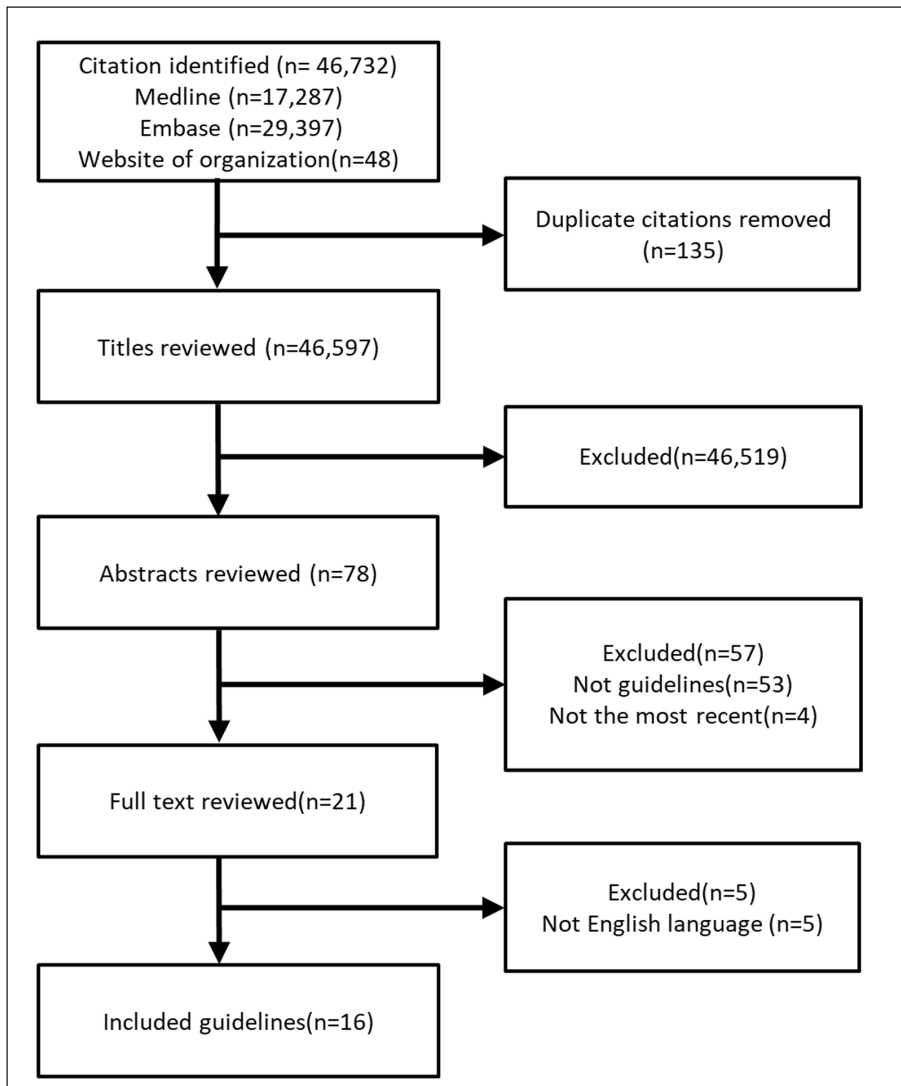 Citation identified (n= 46,732)
Medline (n=17,287)
Embase (n=29,397)
Website of organization(n=48)
Duplicate citations removed
(n=135)
Titles reviewed (n=46,597)
Excluded(n=46,519)
Abstracts reviewed (n=78)
Excluded(n=57)
Not guidelines(n=53)
Not the most recent(n=4)
Full text reviewed(n=21)
Excluded(n=5)
Not English language (n=5)
Included guidelines(n=16)